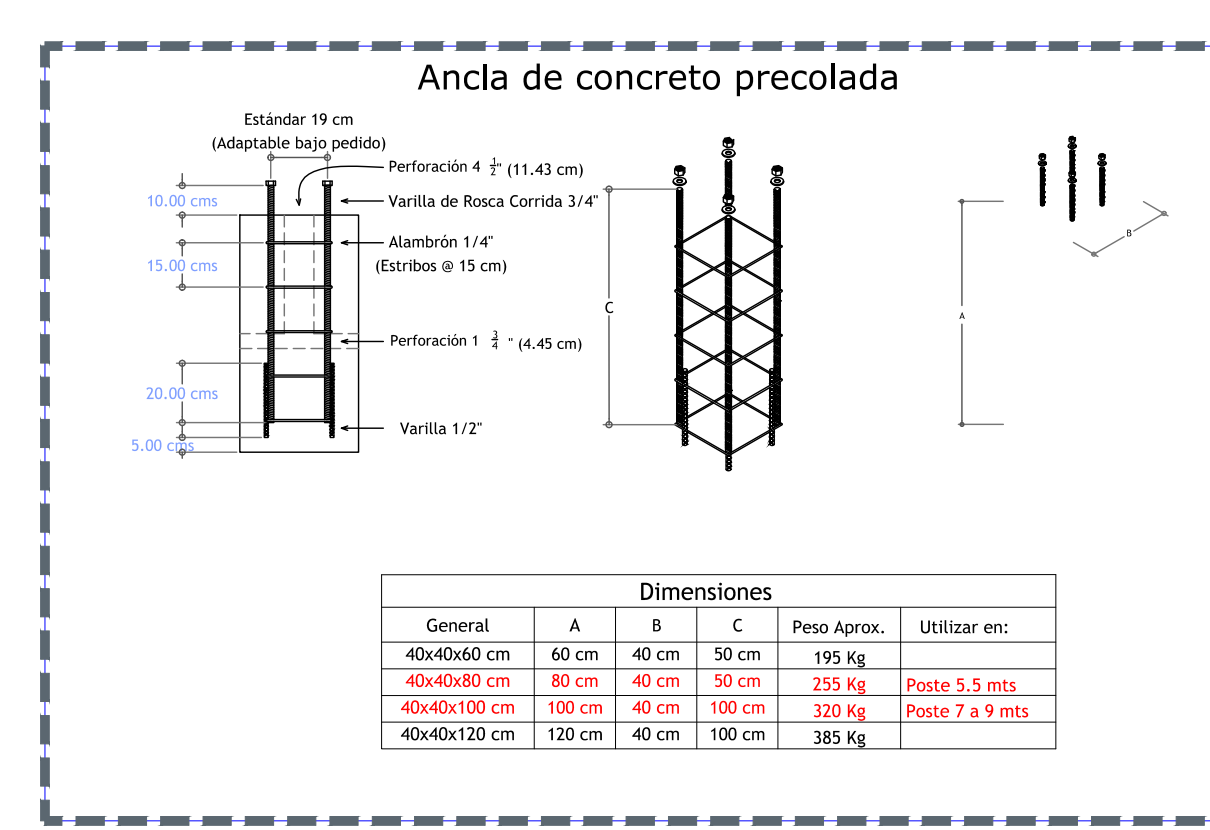 Ancla de concreto precolada
Estándar 19 cm
(Adaptable bajo pedido)
Perforación 4 1/2" (11.43 cm)
10.00 cms
Varilla de Rosca Corrida 3/4"
Alambrón 1/4"
15.00 cms
(Estribos @ 15 cm)
Perforación 1 3/4 " (4.45 cm)
20.00 cms
Varilla 1/2"
5.00 cms
C
A
B
Dimensiones
General A B C Peso Aprox. Utilizar en:
40x40x60 cm 60 cm 40 cm 50 cm 195 Kg
40x40x80 cm 80 cm 40 cm 50 cm 255 Kg Poste 5.5 mts
40x40x100 cm 100 cm 40 cm 100 cm 320 Kg Poste 7 a 9 mts
40x40x120 cm 120 cm 40 cm 100 cm 385 Kg